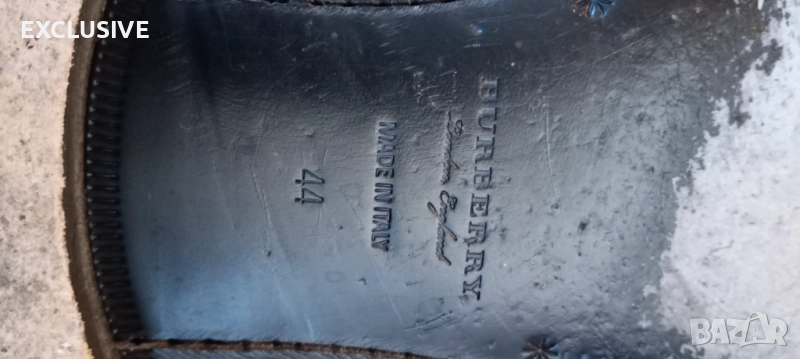 EXCLUSIVE
BURBERRY
London England
MADE IN ITALY
44
BAZAR